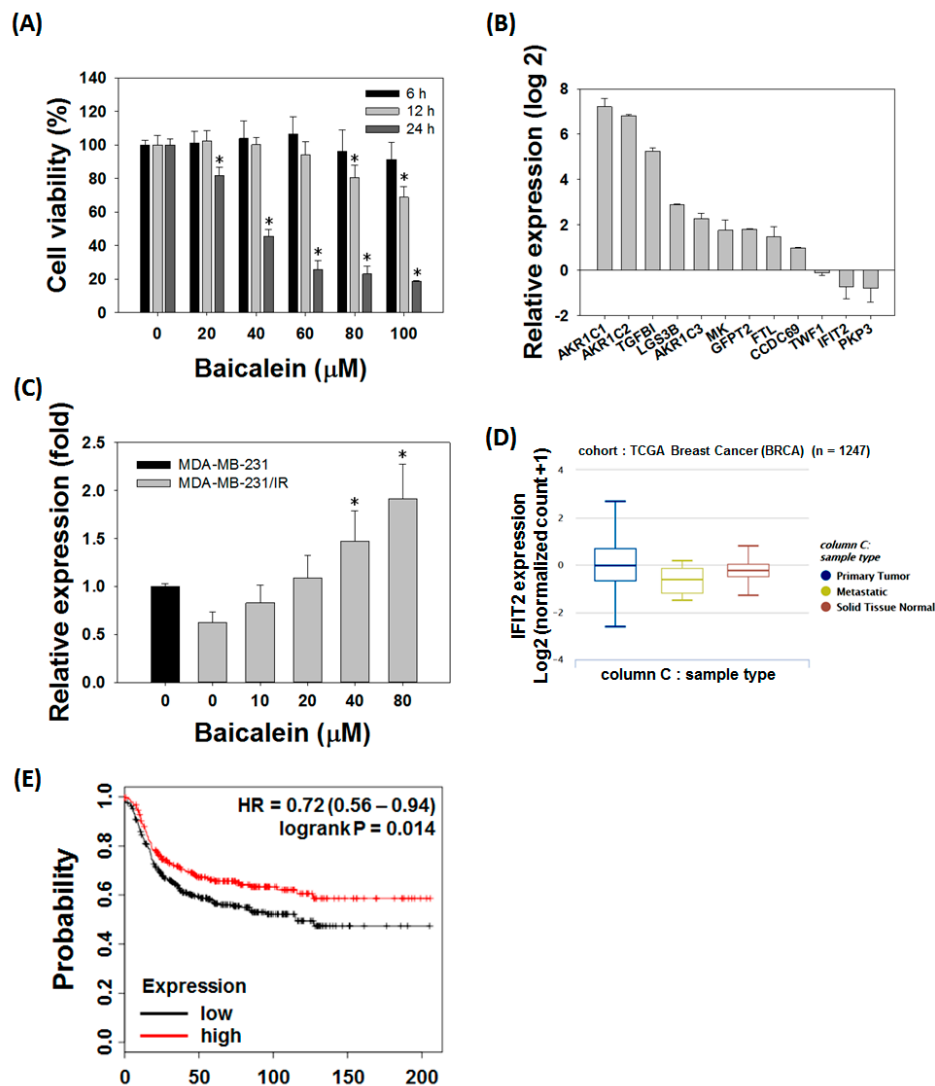 (A)
140
120
100
80
60
40
20
0
Cell viability (%)
6 h
12 h
24 h
*
*
*
*
*
*
*
0 20 40 60 80 100
Baicalein (μM)
(B)
8
6
4
2
0
-2
Relative expression (log 2)
AKR1C1
AKR1C2
TGFBI
LGS3B
AKR1C3
MK
GFPT2
FTL
CCDC69
TWF1
IFIT2
PKP3
(C)
2.5
2.0
1.5
1.0
0.5
0.0
Relative expression (fold)
MDA-MB-231
MDA-MB-231/IR
*
*
0 0 10 20 40 80
Baicalein (μM)
(D)
cohort : TCGA Breast Cancer (BRCA) (n = 1247)
4
2
0
-2
-4
IFIT2 expression
Log2 (normalized count+1)
column C:
sample type
Primary Tumor
Metastatic
Solid Tissue Normal
column C : sample type
(E)
1.0
0.8
0.6
0.4
0.2
0.0
Probability
HR = 0.72 (0.56 – 0.94)
logrank P = 0.014
Expression
low
high
0 50 100 150 200